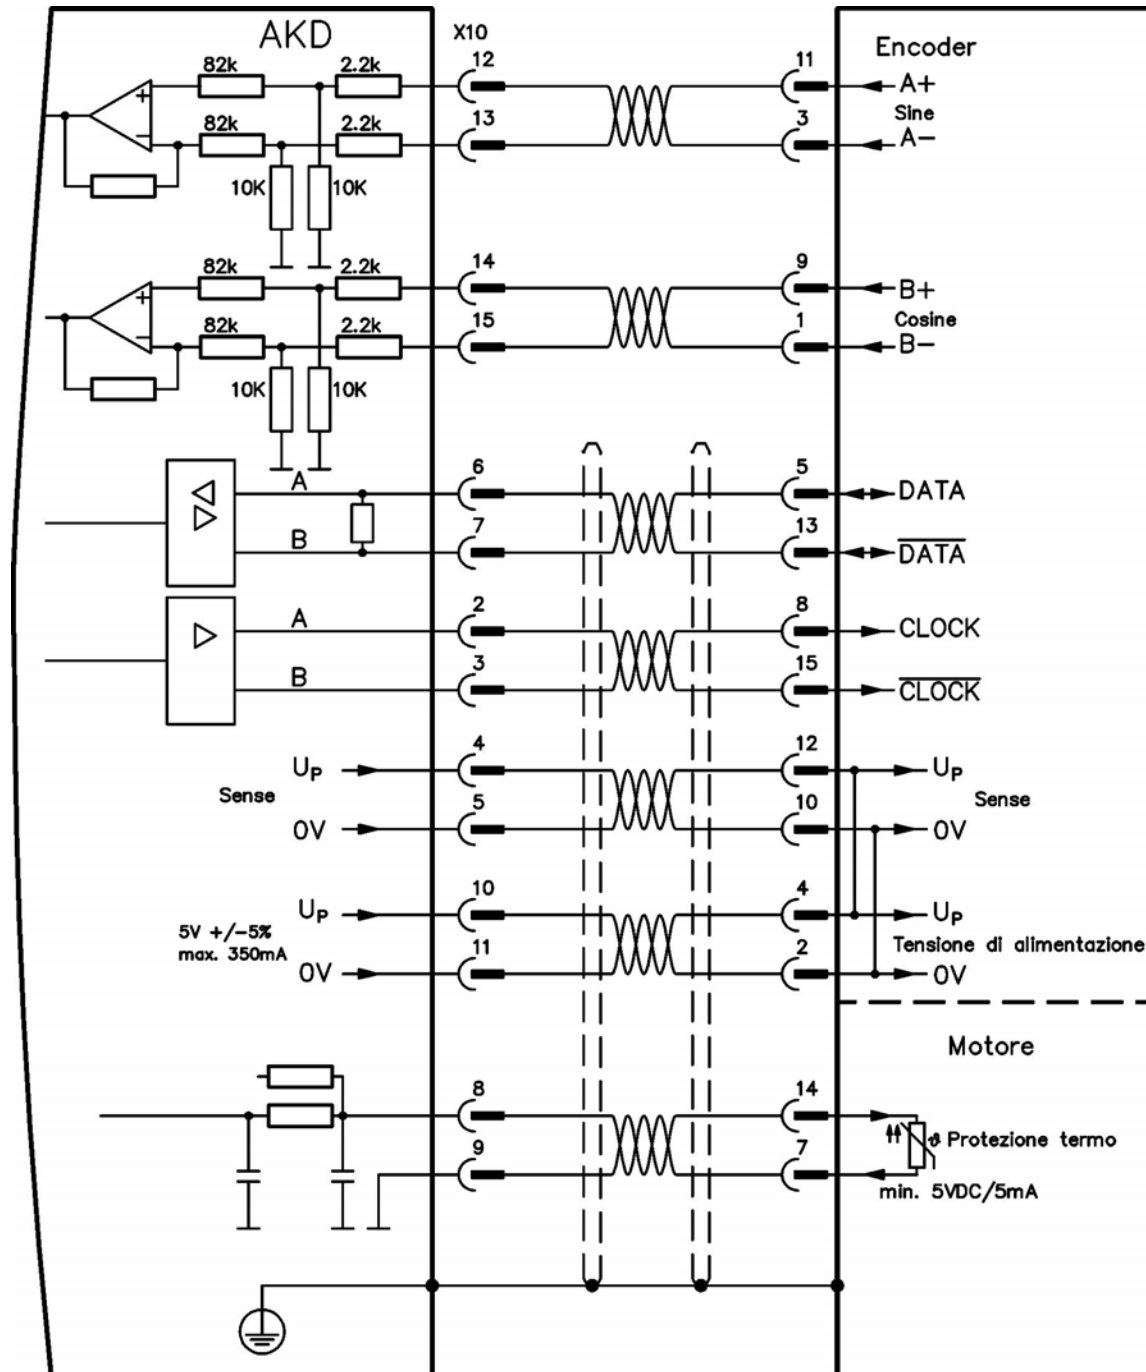 AKD
X10
Encoder
82k
2.2k
12
11
A+
Sine
82k
2.2k
13
3
A−
10K
10K
82k
2.2k
14
9
B+
Cosine
82k
2.2k
15
1
B−
10K
10K
A
6
5
DATA
B
7
13
DATA
A
2
8
CLOCK
B
3
15
CLOCK
UP
4
12
UP
Sense
Sense
0V
5
10
0V
UP
10
4
UP
5V +/−5%
max. 350mA
Tensione di alimentazione
0V
11
2
0V
Motore
8
14
ϑ Protezione termo
9
7
min. 5VDC/5mA
+
−
+
−